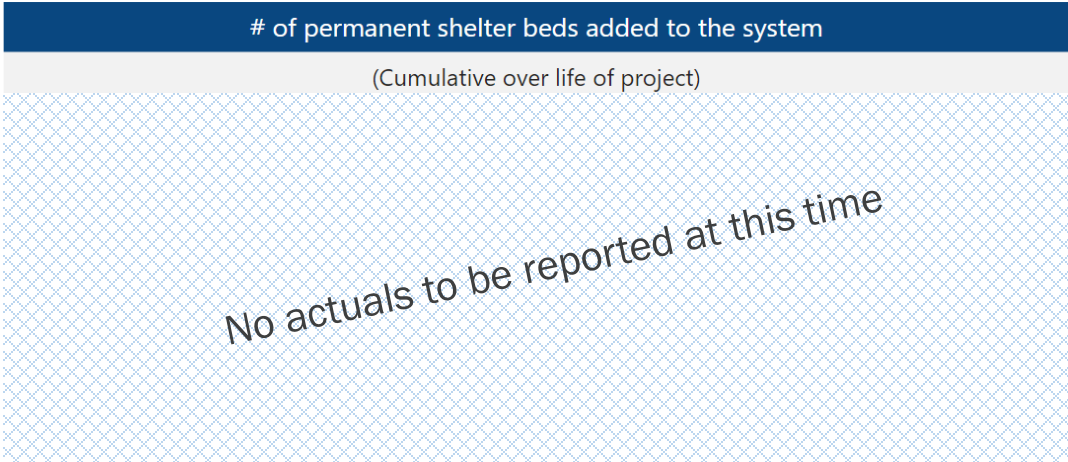 # of permanent shelter beds added to the system
(Cumulative over life of project)
No actuals to be reported at this time